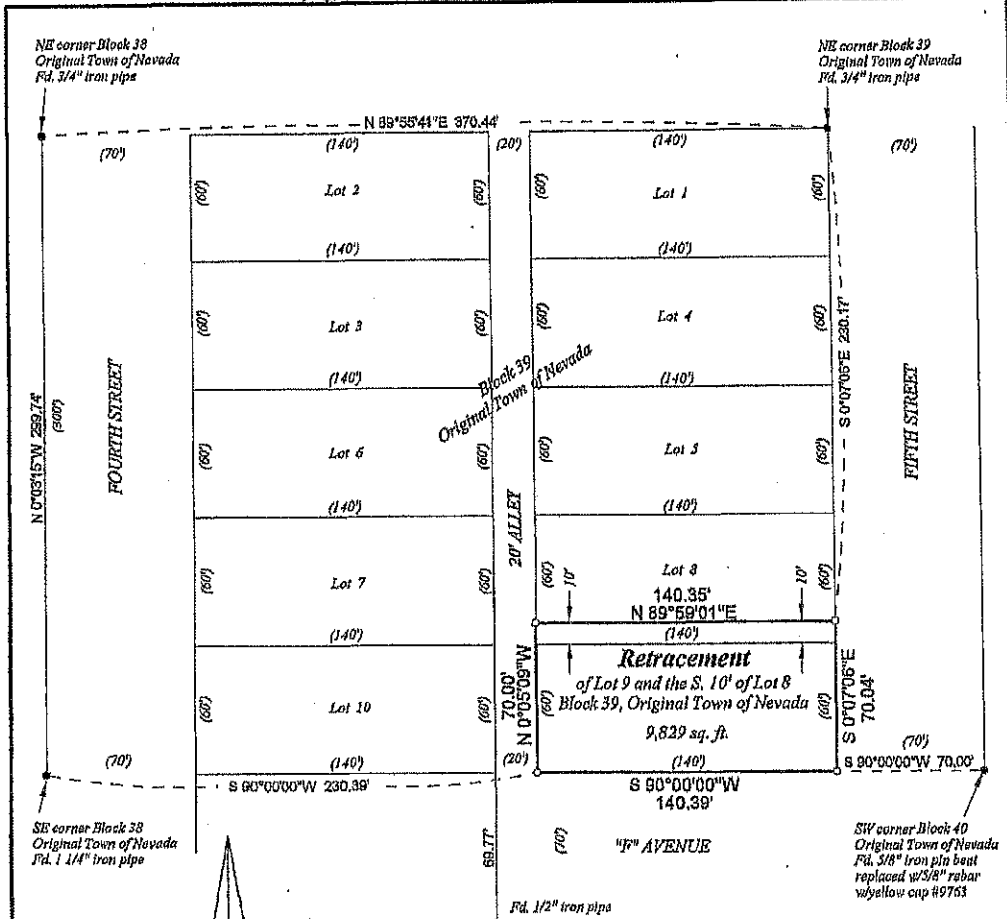 NE corner Block 38
Original Town of Nevada
Fd. 3/4" iron pipe
NE corner Block 39
Original Town of Nevada
Fd. 3/4" iron pipe
N 89°55'41"E 370.44'
(70')
(140')
(20')
(140')
(70')
(60')
Lot 2
(60')
(60')
Lot 1
(60')
(140')
(140')
(60')
Lot 3
(60')
(60')
Lot 4
(60')
(140')
(140')
Block 39
Original Town of Nevada
N 0°03'15"W 299.74'
(300')
FOURTH STREET
S 0°07'06"E 230.17'
FIFTH STREET
(60')
Lot 6
(60')
(60')
Lot 5
(60')
(140')
(140')
20' ALLEY
(60')
Lot 7
(60')
(60')
10'
Lot 8
10'
(60')
140.35'
N 89°59'01"E
(140')
(140')
70.00'
N 0°05'09"W
Retracement
of Lot 9 and the S. 10' of Lot 8
Block 39, Original Town of Nevada
9,829 sq. ft.
S 0°07'06"E
70.04'
(60')
Lot 10
(60')
(60')
(60')
(70')
(140')
(20')
(140')
(70')
S 90°00'00"W 70.00'
S 90°00'00"W 230.39'
S 90°00'00"W
140.39'
SE corner Block 38
Original Town of Nevada
Fd. 1 1/4" iron pipe
69.77'
(70')
"F" AVENUE
SW corner Block 40
Original Town of Nevada
Fd. 5/8" iron pin bent
replaced w/5/8" rebar
w/yellow cap #9763
Fd. 1/2" iron pipe